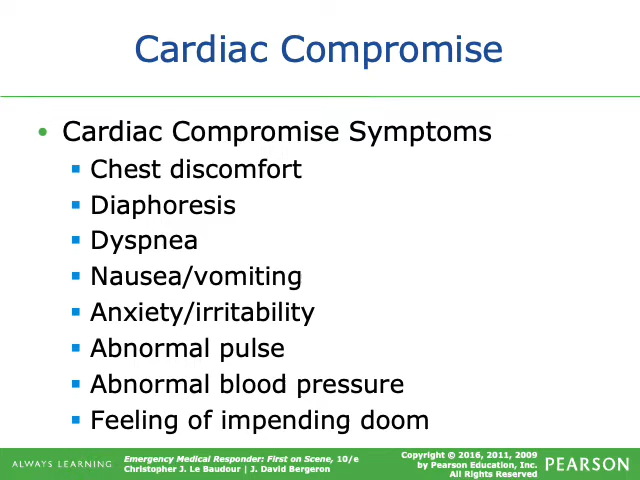 Cardiac Compromise
• Cardiac Compromise Symptoms
▪ Chest discomfort
▪ Diaphoresis
▪ Dyspnea
▪ Nausea/vomiting
▪ Anxiety/irritability
▪ Abnormal pulse
▪ Abnormal blood pressure
▪ Feeling of impending doom
ALWAYS LEARNING
Emergency Medical Responder: First on Scene, 10/e
Christopher J. Le Baudour | J. David Bergeron
Copyright © 2016, 2011, 2009
by Pearson Education, Inc.
All Rights Reserved
PEARSON